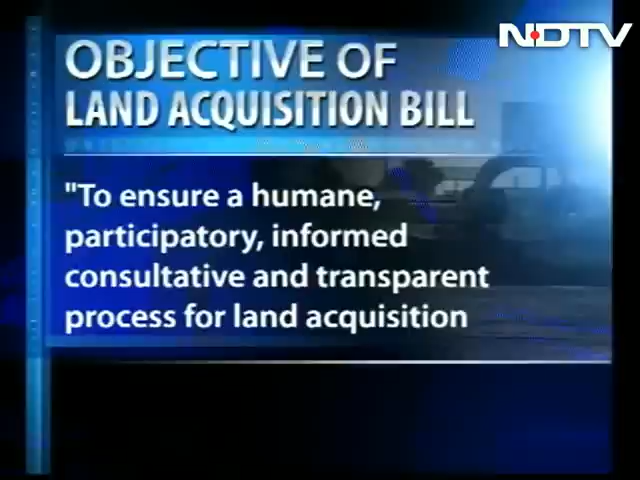 NDTV
OBJECTIVE OF
LAND ACQUISITION BILL
"To ensure a humane,
participatory, informed
consultative and transparent
process for land acquisition